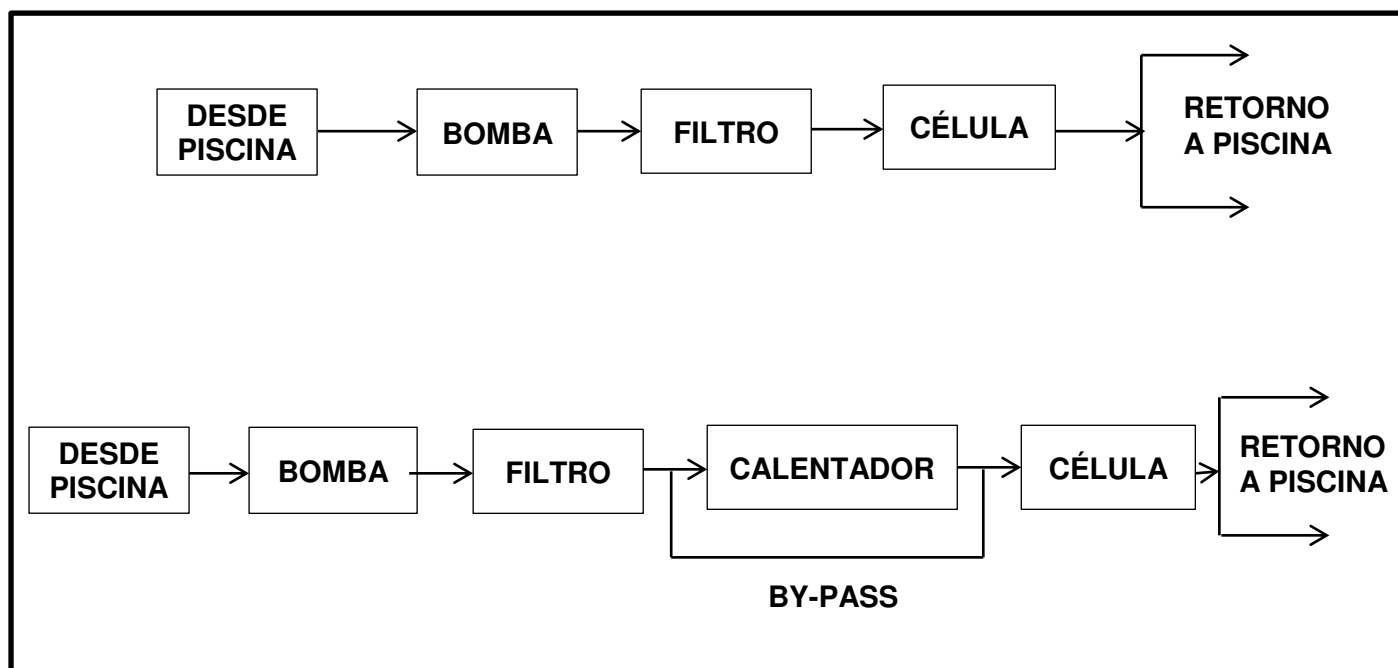 DESDE
PISCINA
BOMBA
FILTRO
CÉLULA
RETORNO
A PISCINA
DESDE
PISCINA
BOMBA
FILTRO
CALENTADOR
CÉLULA
RETORNO
A PISCINA
BY-PASS